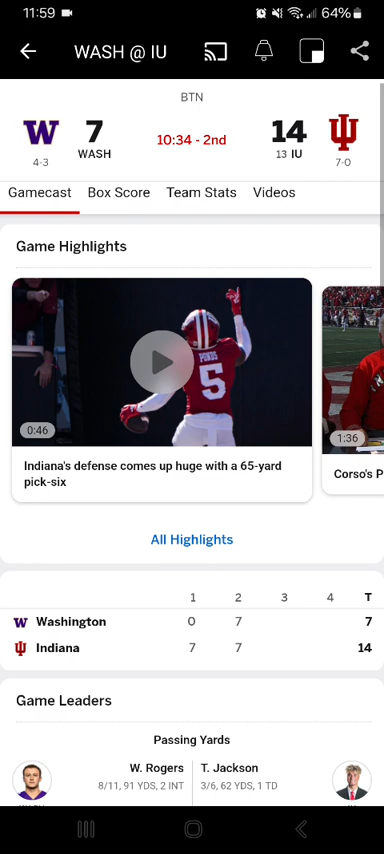 11:59 64%
WASH @ IU
BTN
W 7 10:34 - 2nd 14
WASH 13 IU
4-3 7-0
Gamecast Box Score Team Stats Videos
Game Highlights
PONDS
5
0:46 1:36
Indiana's defense comes up huge with a 65-yard
pick-six
Corso's P
All Highlights
1 2 3 4 T
W Washington 0 7 7
Indiana 7 7 14
Game Leaders
Passing Yards
W. Rogers T. Jackson
8/11, 91 YDS, 2 INT 3/6, 62 YDS, 1 TD